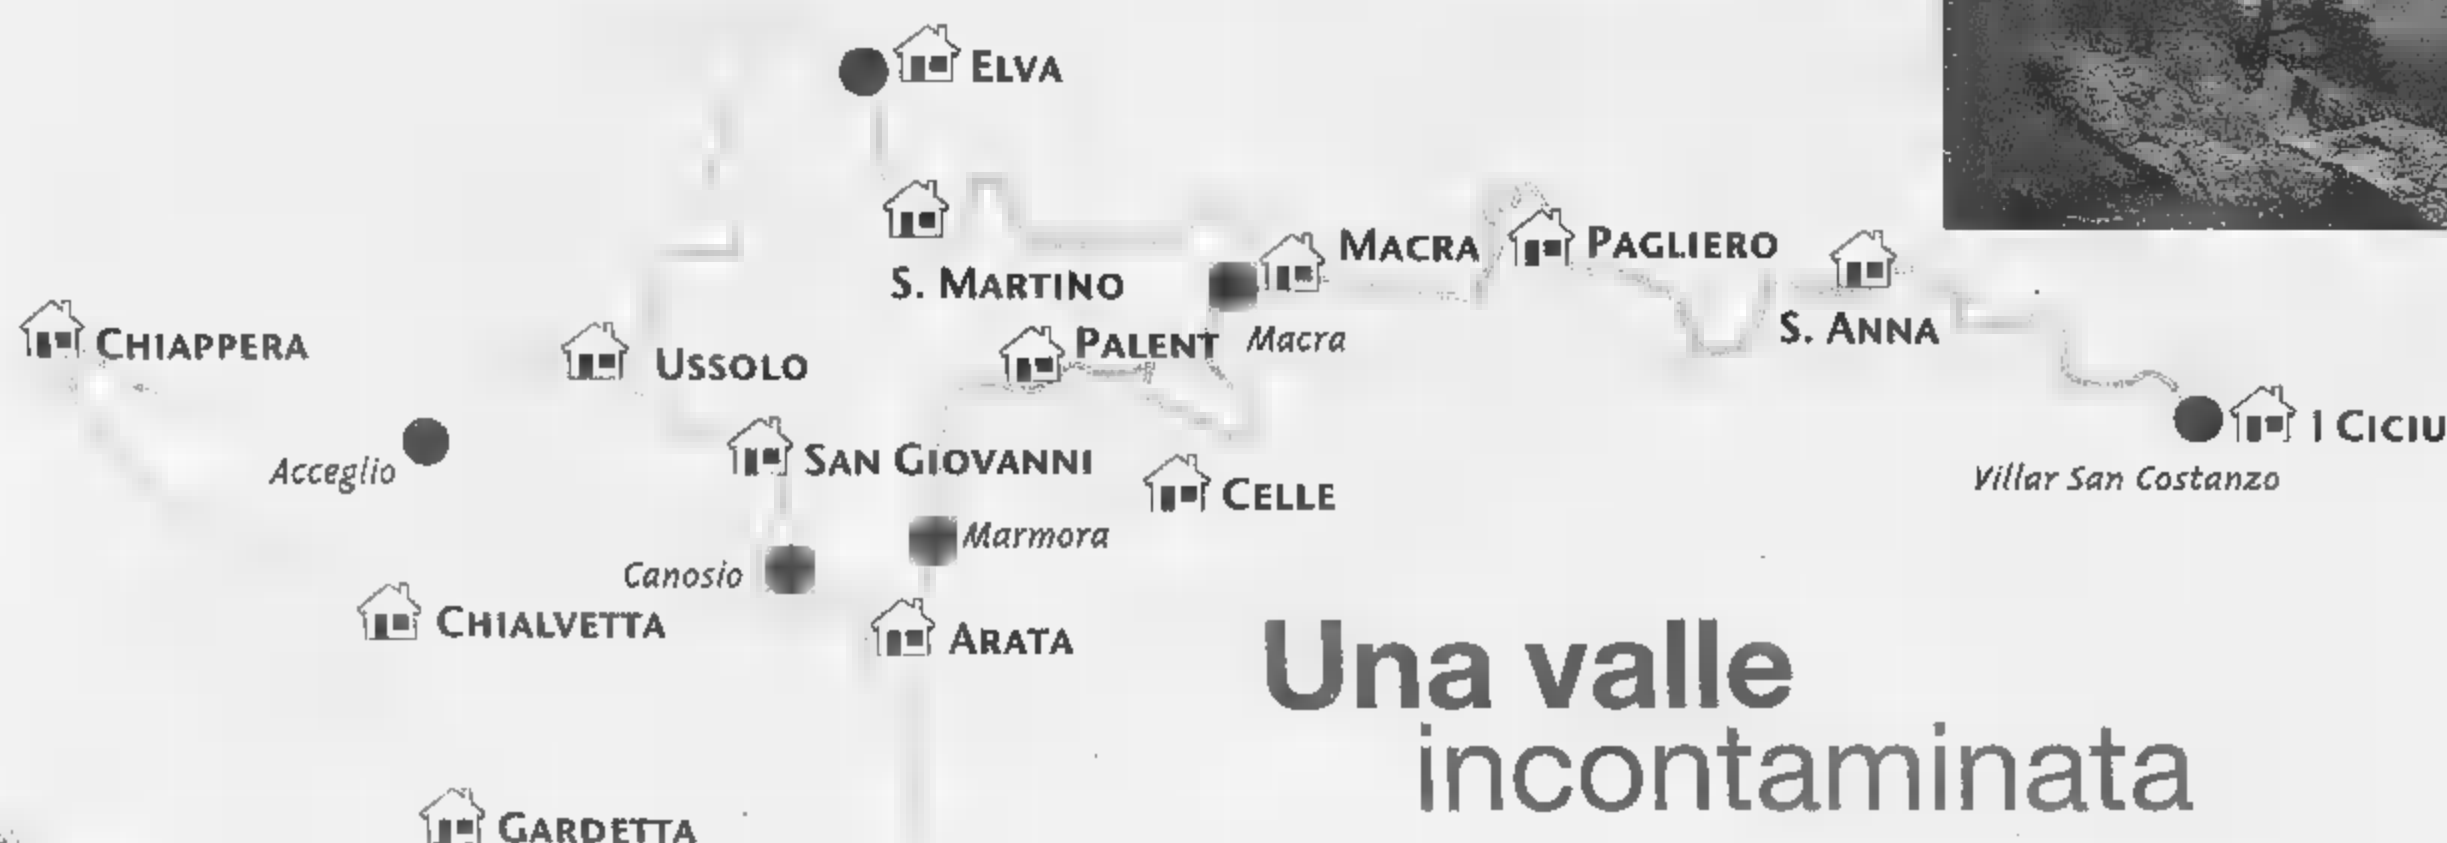 ELVA
MACRA
PAGLIERO
S. MARTINO
S. ANNA
CHIAPPERA
PALENT
Macra
USSOLO
I CICIU
SAN GIOVANNI
Acceglio
Villar San Costanzo
CELLE
Marmora
Canosio
CHIALVETTA
ARATA
Una valle
incontaminata
GARDETTA